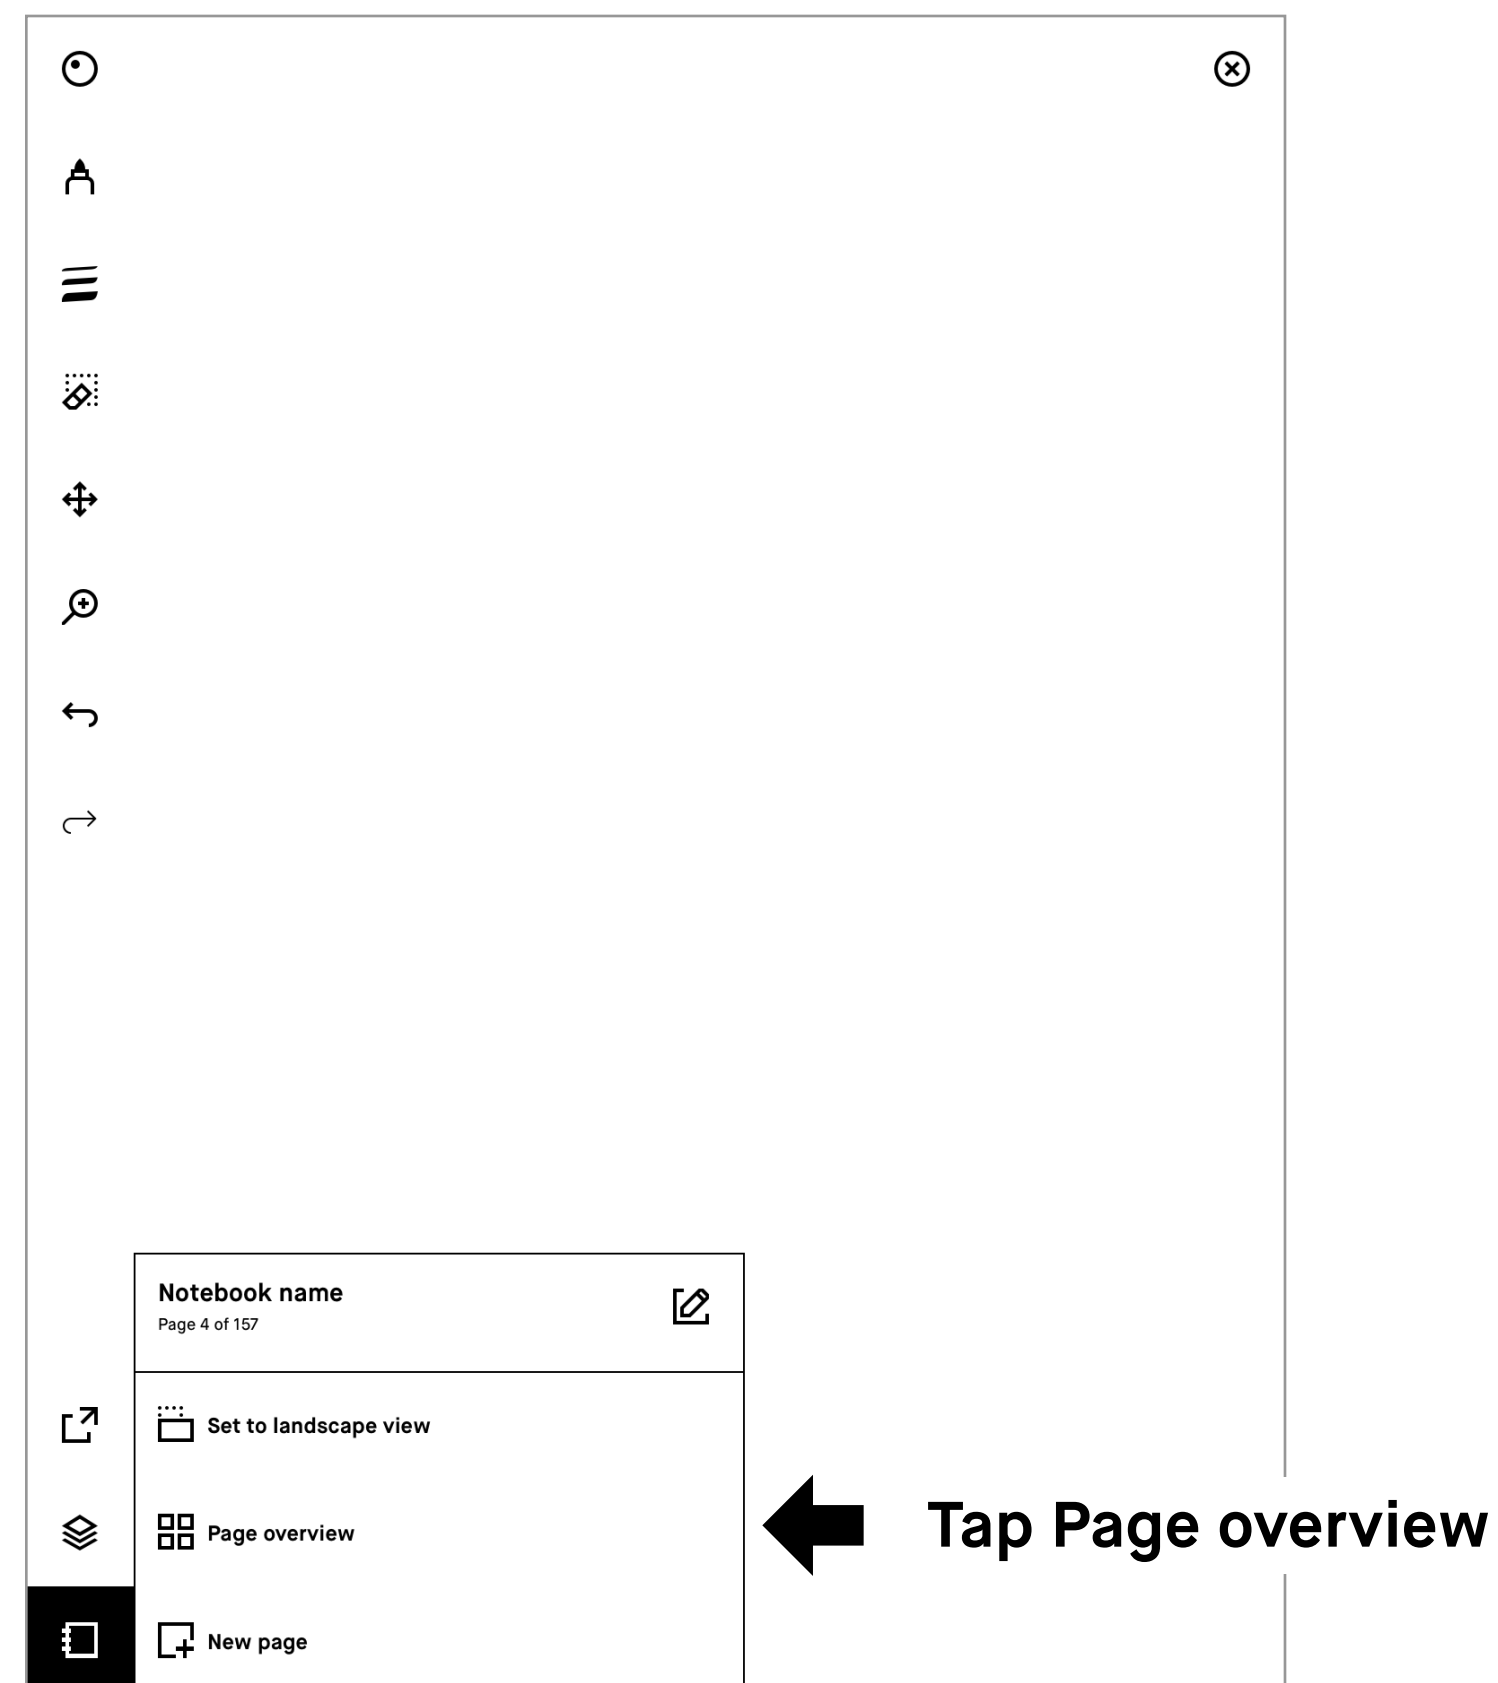 Notebook name
Page 4 of 157
Set to landscape view
Page overview
Tap Page overview
New page